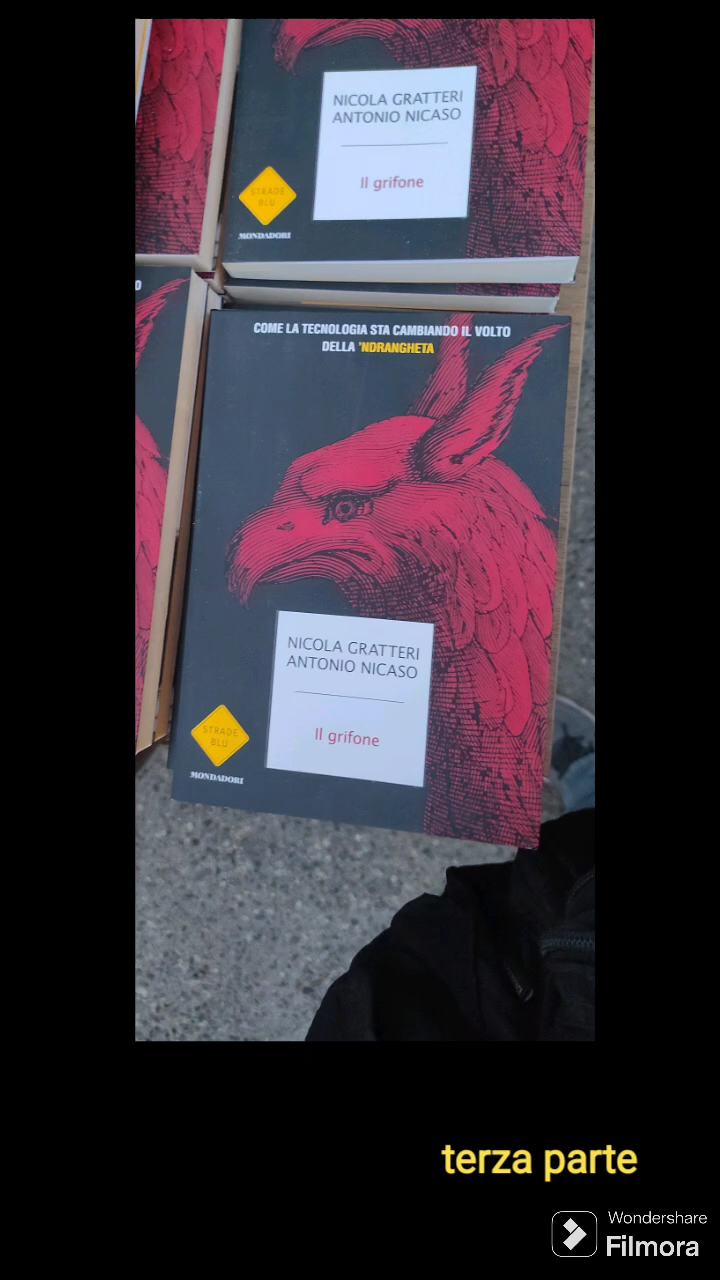 NICOLA GRATTERI
ANTONIO NICASO
Il grifone
STRADE
BLU
MONDADORI
O
COME LA TECNOLOGIA STA CAMBIANDO IL VOLTO
DELLA 'NDRANGHETA
NICOLA GRATTERI
ANTONIO NICASO
Il grifone
STRADE
BLU
MONDADORI
terza parte
Wondershare
Filmora